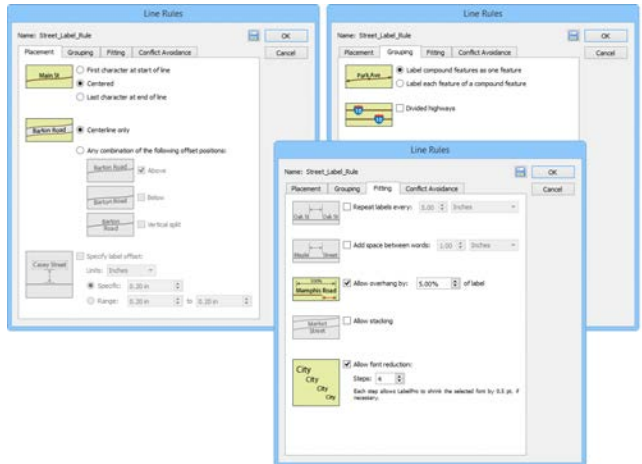 Line Rules
Name: Street_Label_Rule
OK
Cancel
Placement Grouping Fitting Conflict Avoidance
Main St
First character at start of line
Centered
Last character at end of line
Barton Road
Centerline only
Any combination of the following offset positions:
Barton Road
Above
Barton Road
Below
Barton
Road
Vertical split
Casey Street
Specify label offset:
Units: Inches
Specific: 0.20 in
Range: 0.20 in to 0.20 in
Line Rules
Name: Street_Label_Rule
OK
Cancel
Placement Grouping Fitting Conflict Avoidance
Park Ave
Label compound features as one feature
Label each feature of a compound feature
Divided highways
Line Rules
Name: Street_Label_Rule
OK
Cancel
Placement Grouping Fitting Conflict Avoidance
Oak St Oak St
Repeat labels every: 5.00 Inches
Maple Street
Add space between words: 1.00 Inches
100%
Memphis Road
Allow overhang by: 5.00% of label
Market
Street
Allow stacking
City
City
City
City
Allow font reduction:
Steps: 4
Each step allows LabelPro to shrink the selected font by 0.5 pt. if
necessary.